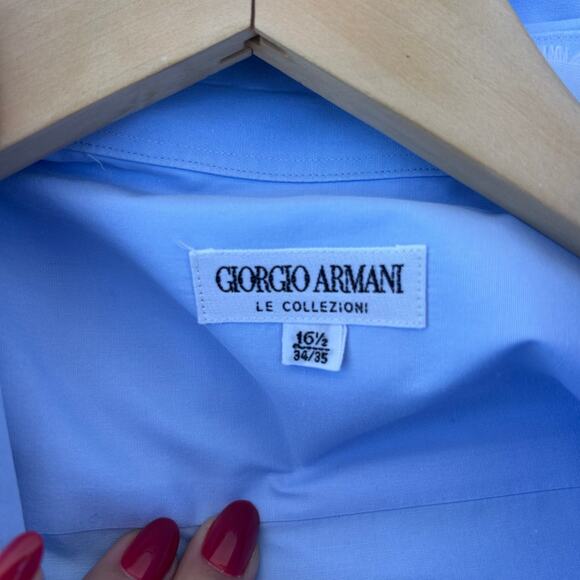 GIORGIO ARMANI
LE COLLEZIONI
16½
34/35